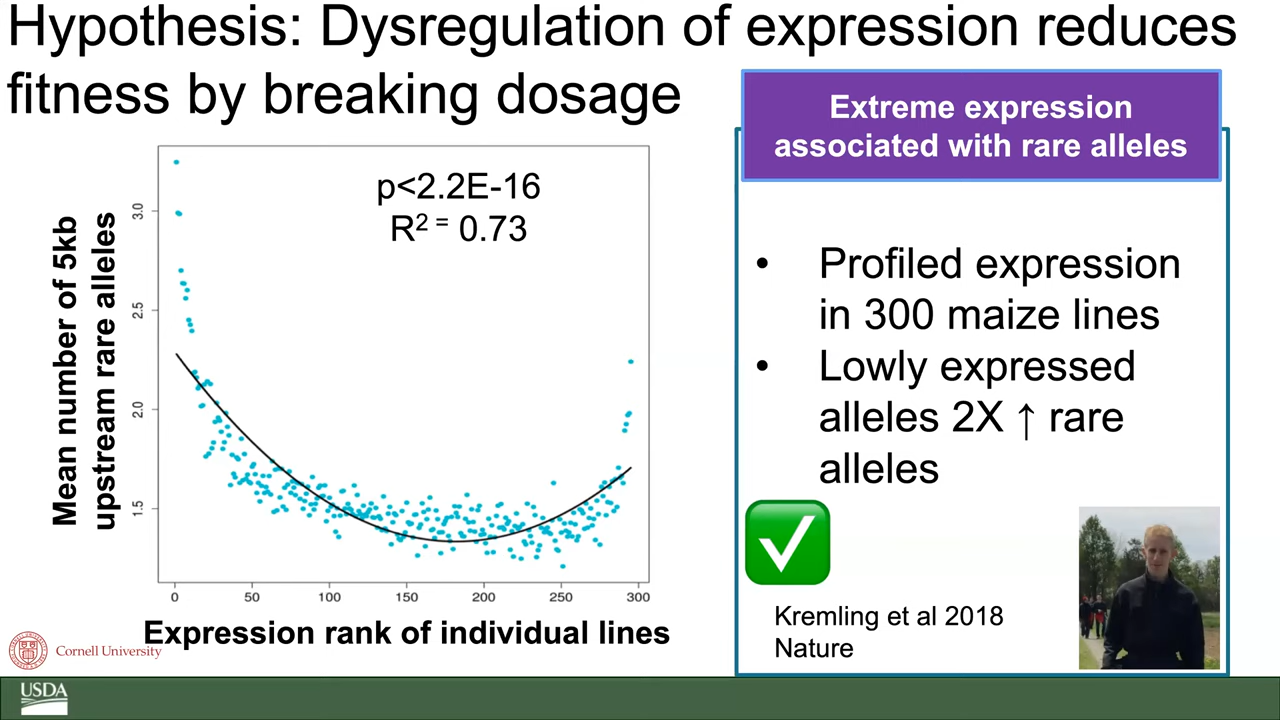 Hypothesis: Dysregulation of expression reduces
fitness by breaking dosage
Extreme expression
associated with rare alleles
p<2.2E-16
R² = 0.73
Mean number of 5kb
upstream rare alleles
3.0
2.5
2.0
1.5
0
50
100
150
200
250
300
Expression rank of individual lines
• Profiled expression
in 300 maize lines
• Lowly expressed
alleles 2X ↑ rare
alleles
Kremling et al 2018
Nature
Cornell University
USDA